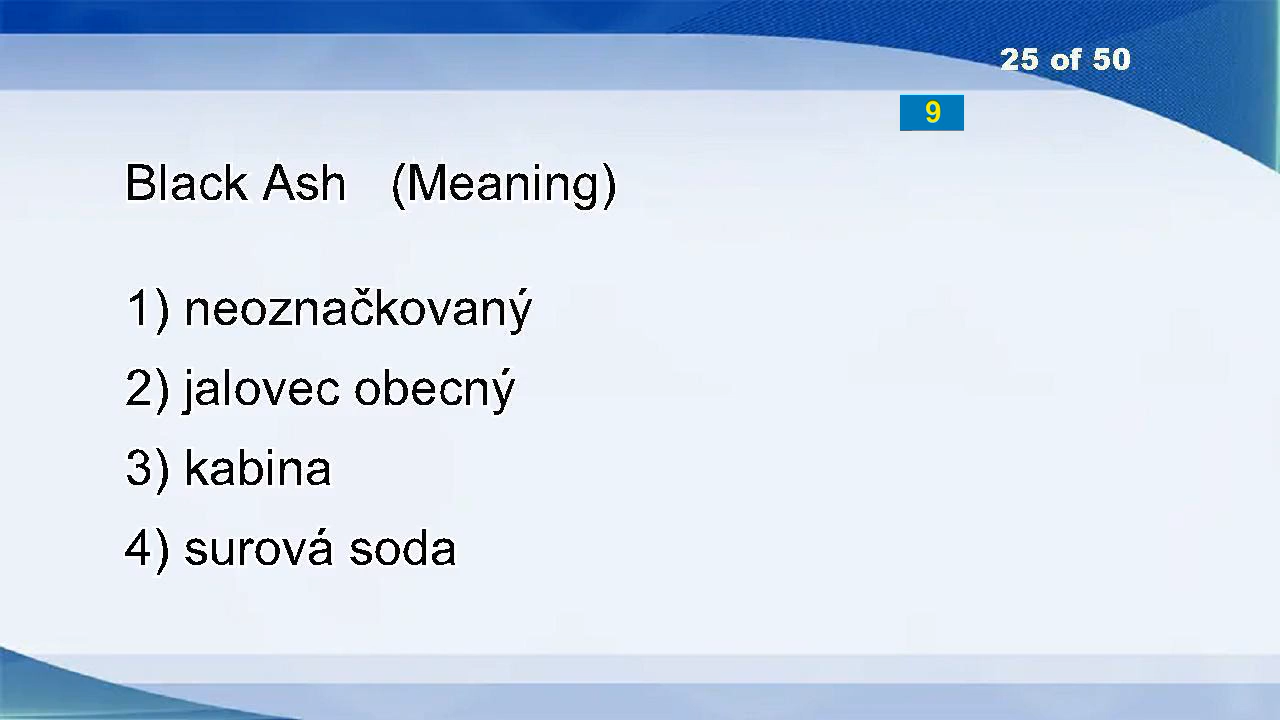 25 of 50
9
Black Ash (Meaning)
1) neoznačkovaný
2) jalovec obecný
3) kabina
4) surová soda